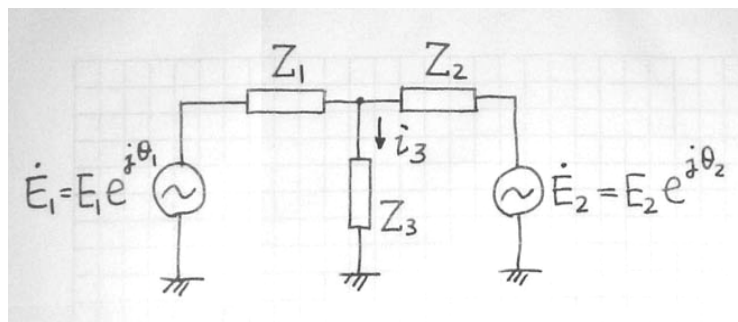 Z₁ Z₂
i₃
Ė₁=E₁e^{jθ₁}
Z₃
Ė₂=E₂e^{jθ₂}